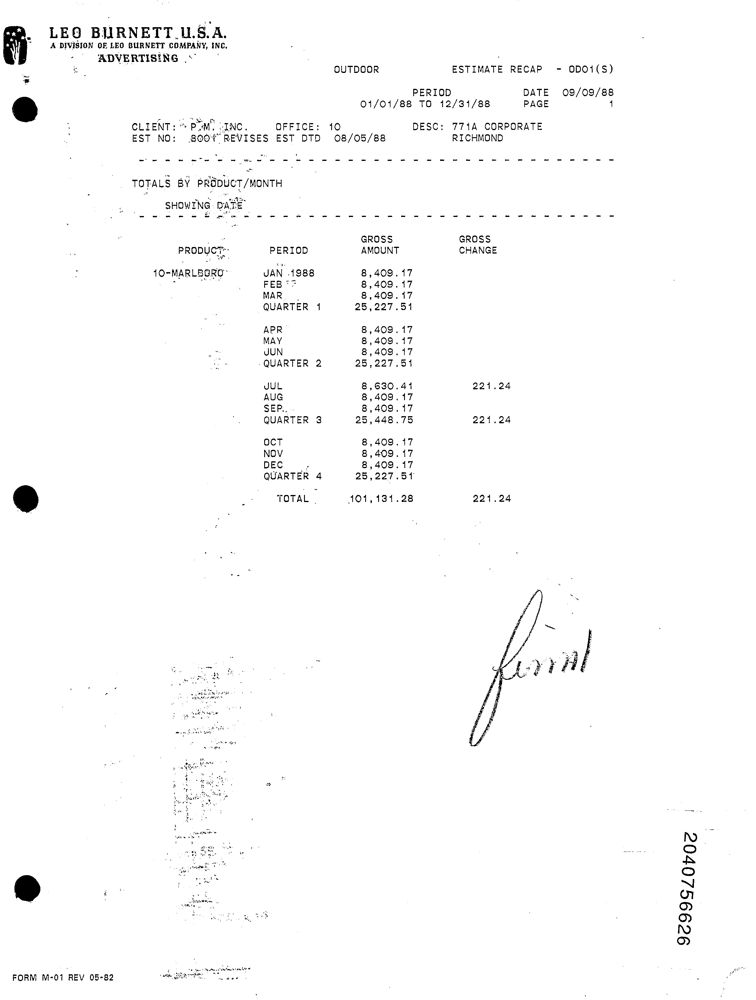 LEO BURNETT U.S.A.
A DIVISION OF LEO BURNETT COMPANY, INC.
ADVERTISING
OUTDOOR ESTIMATE RECAP - OD01(S)
PERIOD DATE 09/09/88
01/01/88 TO 12/31/88 PAGE 1
CLIENT: P.M. INC. OFFICE: 10 DESC: 771A CORPORATE
EST NO: 8001 REVISES EST DTD 08/05/88 RICHMOND
TOTALS BY PRODUCT/MONTH
SHOWING DATE
GROSS GROSS
PRODUCT PERIOD AMOUNT CHANGE
10-MARLBORO JAN 1988 8,409.17
FEB 8,409.17
MAR 8,409.17
QUARTER 1 25,227.51
APR 8,409.17
MAY 8,409.17
JUN 8,409.17
QUARTER 2 25,227.51
JUL 8,630.41 221.24
AUG 8,409.17
SEP 8,409.17
QUARTER 3 25,448.75 221.24
OCT 8,409.17
NOV 8,409.17
DEC 8,409.17
QUARTER 4 25,227.51
TOTAL 101,131.28 221.24
final
2040756626
FORM M-01 REV 05-82